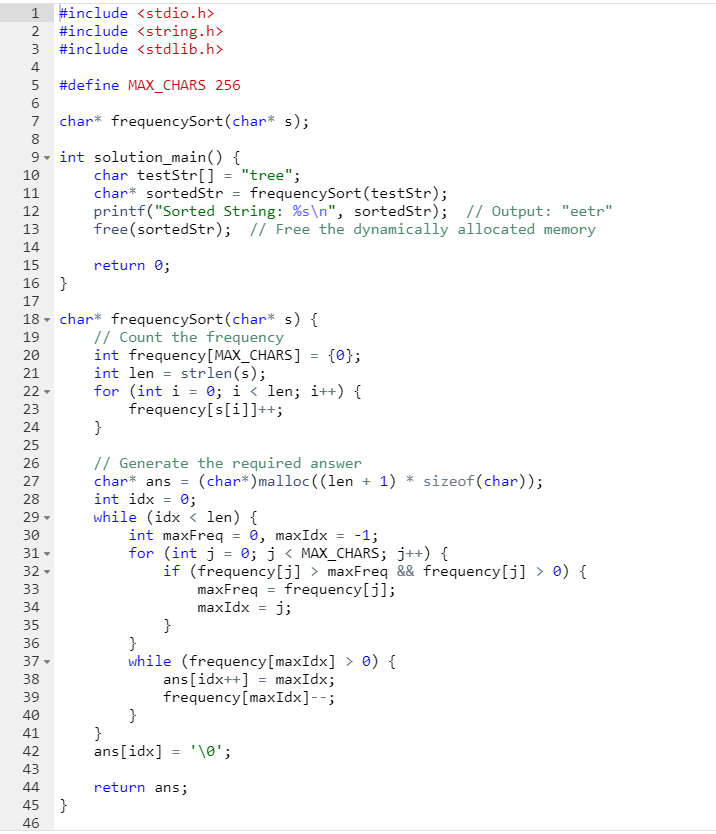 1 #include <stdio.h>
2 #include <string.h>
3 #include <stdlib.h>
4
5 #define MAX_CHARS 256
6
7 char* frequencySort(char* s);
8
9 int solution_main() {
10     char testStr[] = "tree";
11     char* sortedStr = frequencySort(testStr);
12     printf("Sorted String: %s\n", sortedStr);  // Output: "eetr"
13     free(sortedStr);  // Free the dynamically allocated memory
14
15     return 0;
16 }
17
18 char* frequencySort(char* s) {
19     // Count the frequency
20     int frequency[MAX_CHARS] = {0};
21     int len = strlen(s);
22     for (int i = 0; i < len; i++) {
23         frequency[s[i]]++;
24     }
25
26     // Generate the required answer
27     char* ans = (char*)malloc((len + 1) * sizeof(char));
28     int idx = 0;
29     while (idx < len) {
30         int maxFreq = 0, maxIdx = -1;
31         for (int j = 0; j < MAX_CHARS; j++) {
32             if (frequency[j] > maxFreq && frequency[j] > 0) {
33                 maxFreq = frequency[j];
34                 maxIdx = j;
35             }
36         }
37         while (frequency[maxIdx] > 0) {
38             ans[idx++] = maxIdx;
39             frequency[maxIdx]--;
40         }
41     }
42     ans[idx] = '\0';
43
44     return ans;
45 }
46